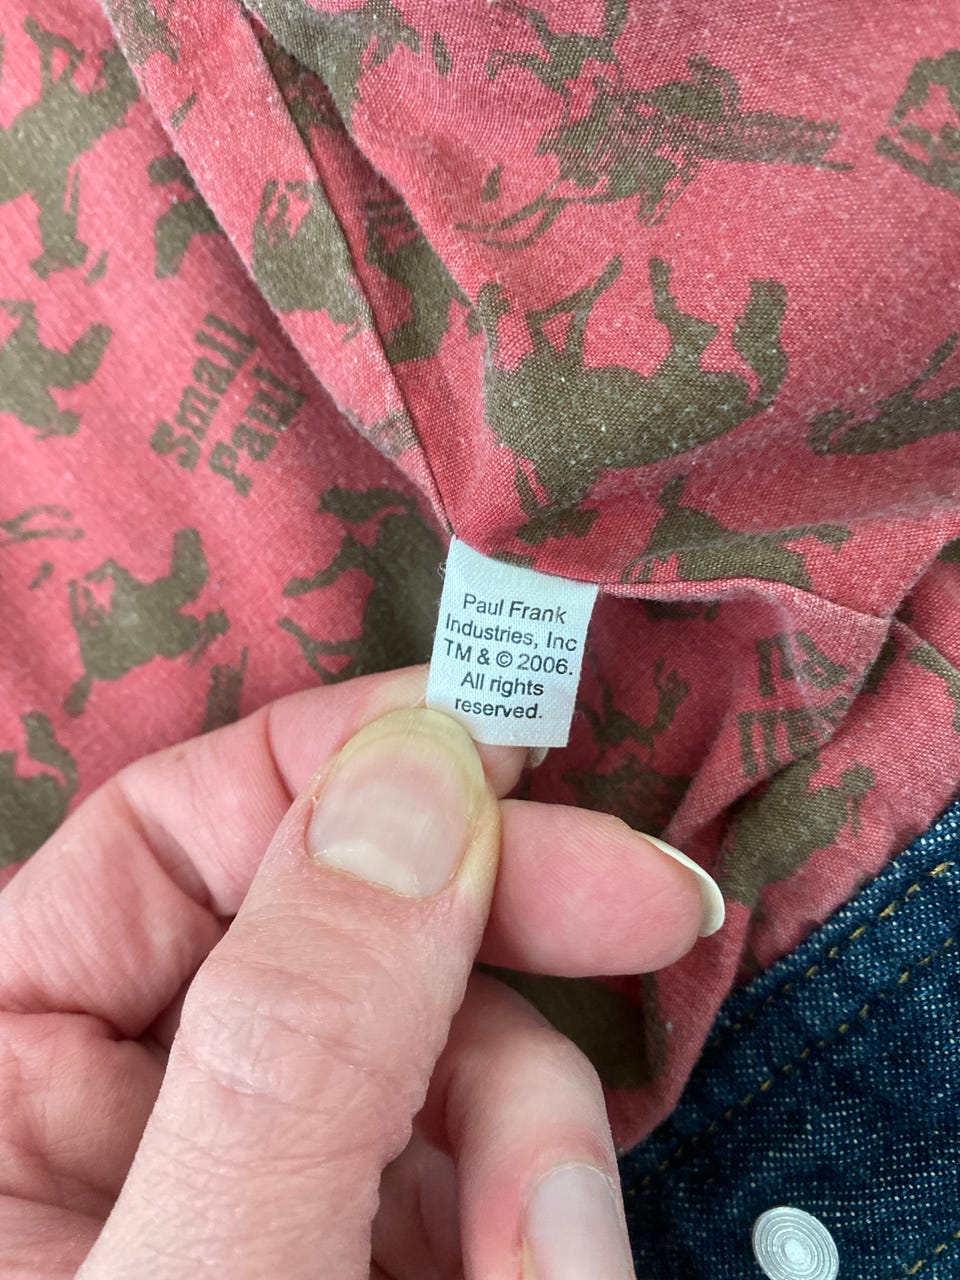 Small
Paul
Paul Frank
Industries, Inc
TM & © 2006.
All rights
reserved.